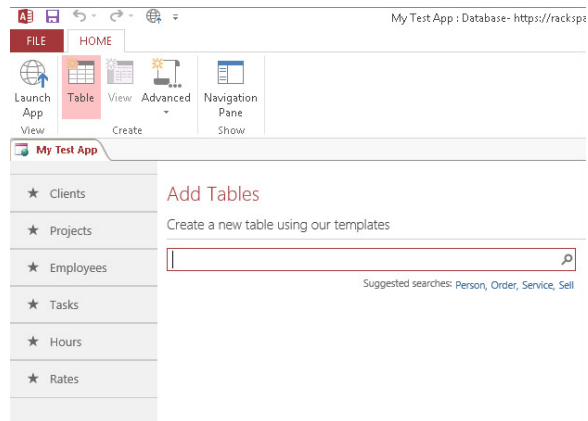 My Test App : Database- https://rackspa
FILE HOME
Launch App
Table
View
Advanced
Navigation Pane
View Create Show
My Test App
Clients
Projects
Employees
Tasks
Hours
Rates
Add Tables
Create a new table using our templates
Suggested searches: Person, Order, Service, Sell